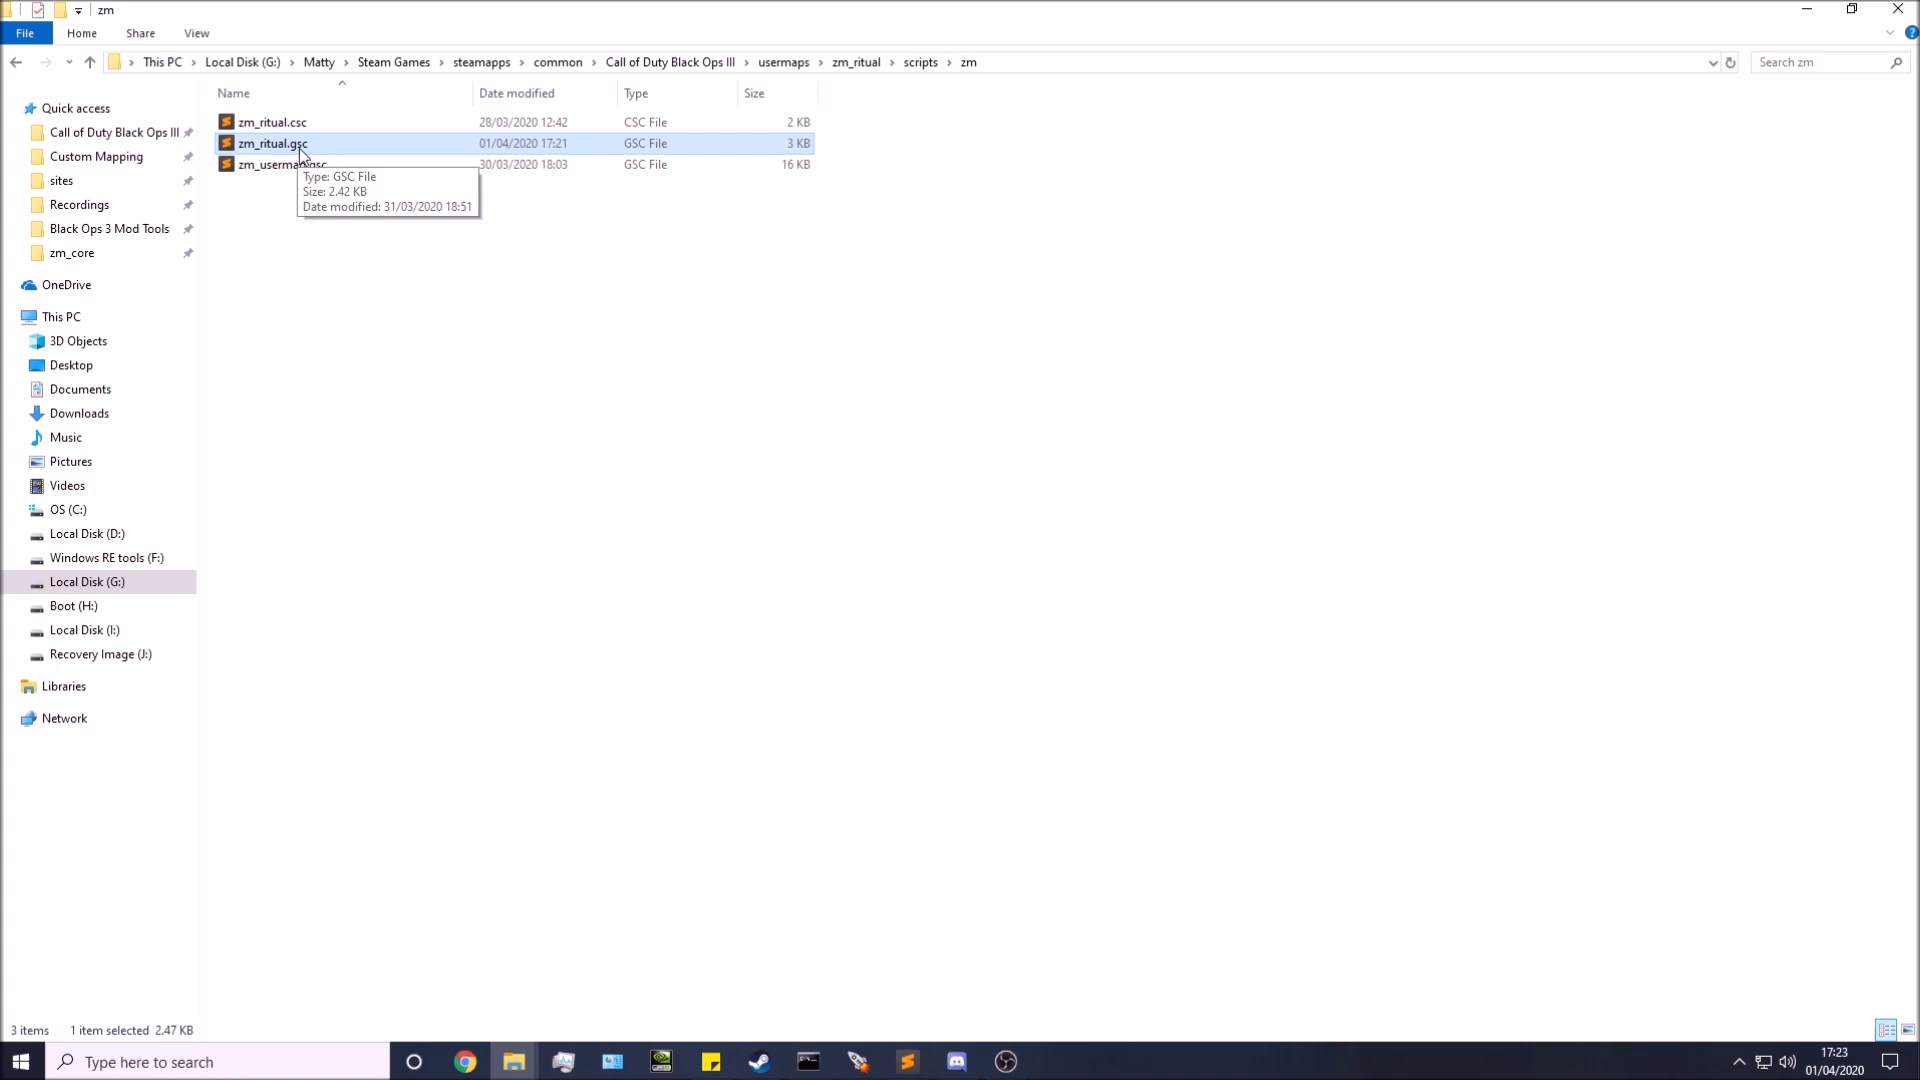 zm
File Home Share View
This PC Local Disk (G:) Matty Steam Games steamapps common Call of Duty Black Ops III usermaps zm_ritual scripts zm
Search zm
Name Date modified Type Size
zm_ritual.csc 28/03/2020 12:42 CSC File 2 KB
zm_ritual.gsc 01/04/2020 17:21 GSC File 3 KB
zm_usermap.gsc 30/03/2020 18:03 GSC File 16 KB
Type: GSC File
Size: 2.42 KB
Date modified: 31/03/2020 18:51
Quick access
Call of Duty Black Ops III
Custom Mapping
sites
Recordings
Black Ops 3 Mod Tools
zm_core
OneDrive
This PC
3D Objects
Desktop
Documents
Downloads
Music
Pictures
Videos
OS (C:)
Local Disk (D:)
Windows RE tools (F:)
Local Disk (G:)
Boot (H:)
Local Disk (I:)
Recovery Image (J:)
Libraries
Network
3 items 1 item selected 2.47 KB
Type here to search
17:23
01/04/2020